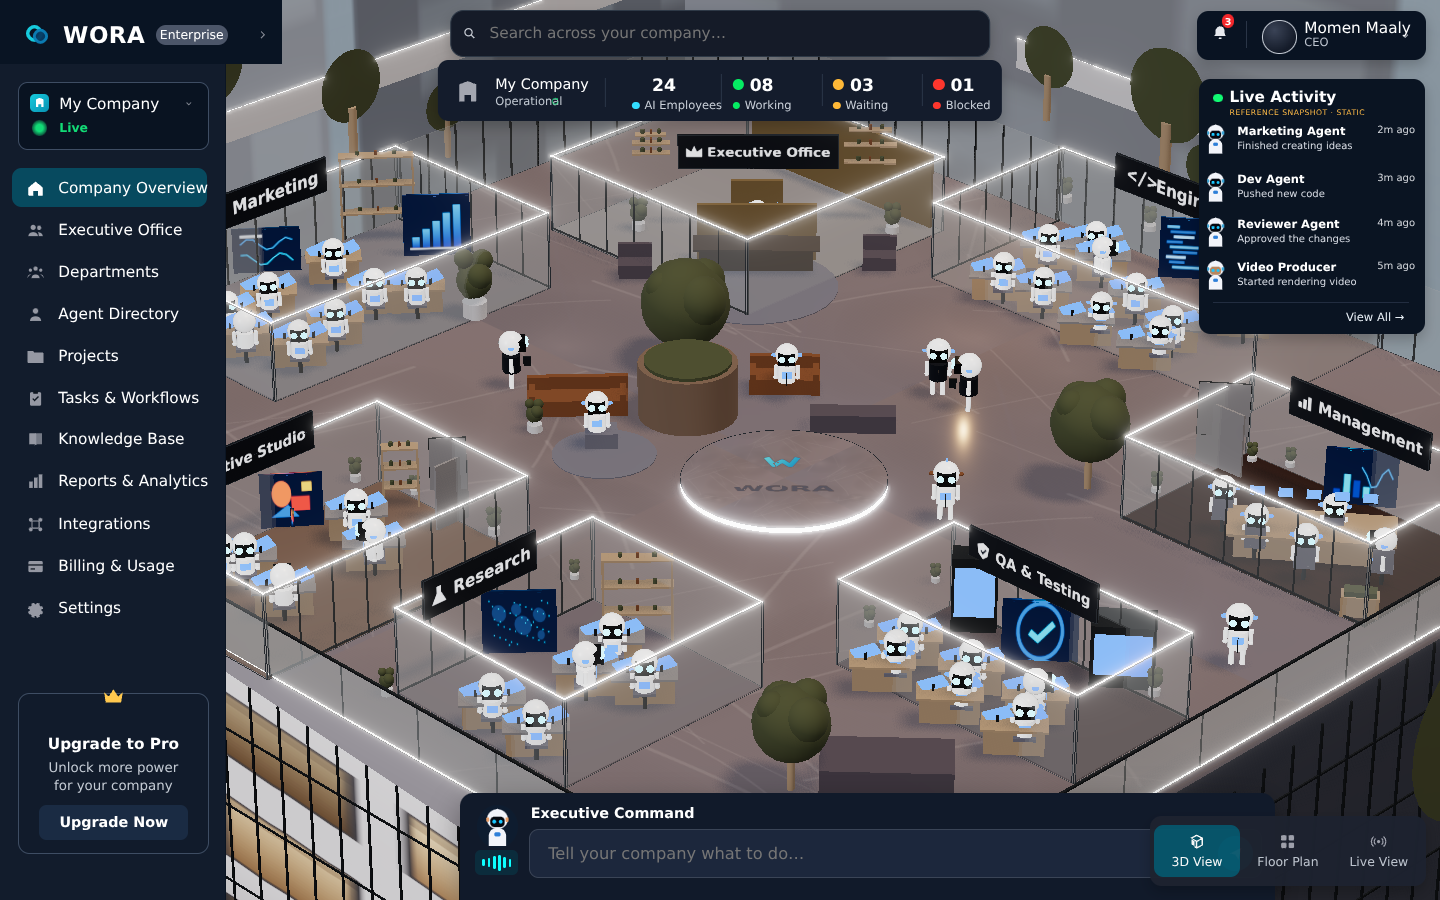 WORA
Enterprise
Search across your company…
3
Momen Maaly
CEO
My Company
Live
My Company
Operational
24
AI Employees
08
Working
03
Waiting
01
Blocked
Live Activity
REFERENCE SNAPSHOT · STATIC
Marketing Agent
2m ago
Finished creating ideas
Dev Agent
3m ago
Pushed new code
Reviewer Agent
4m ago
Approved the changes
Video Producer
5m ago
Started rendering video
View All →
Company Overview
Executive Office
Departments
Agent Directory
Projects
Tasks & Workflows
Knowledge Base
Reports & Analytics
Integrations
Billing & Usage
Settings
Upgrade to Pro
Unlock more power
for your company
Upgrade Now
Executive Office
Marketing
</>Engin
tive Studio
Management
WORA
Research
QA & Testing
Executive Command
Tell your company what to do…
3D View
Floor Plan
Live View